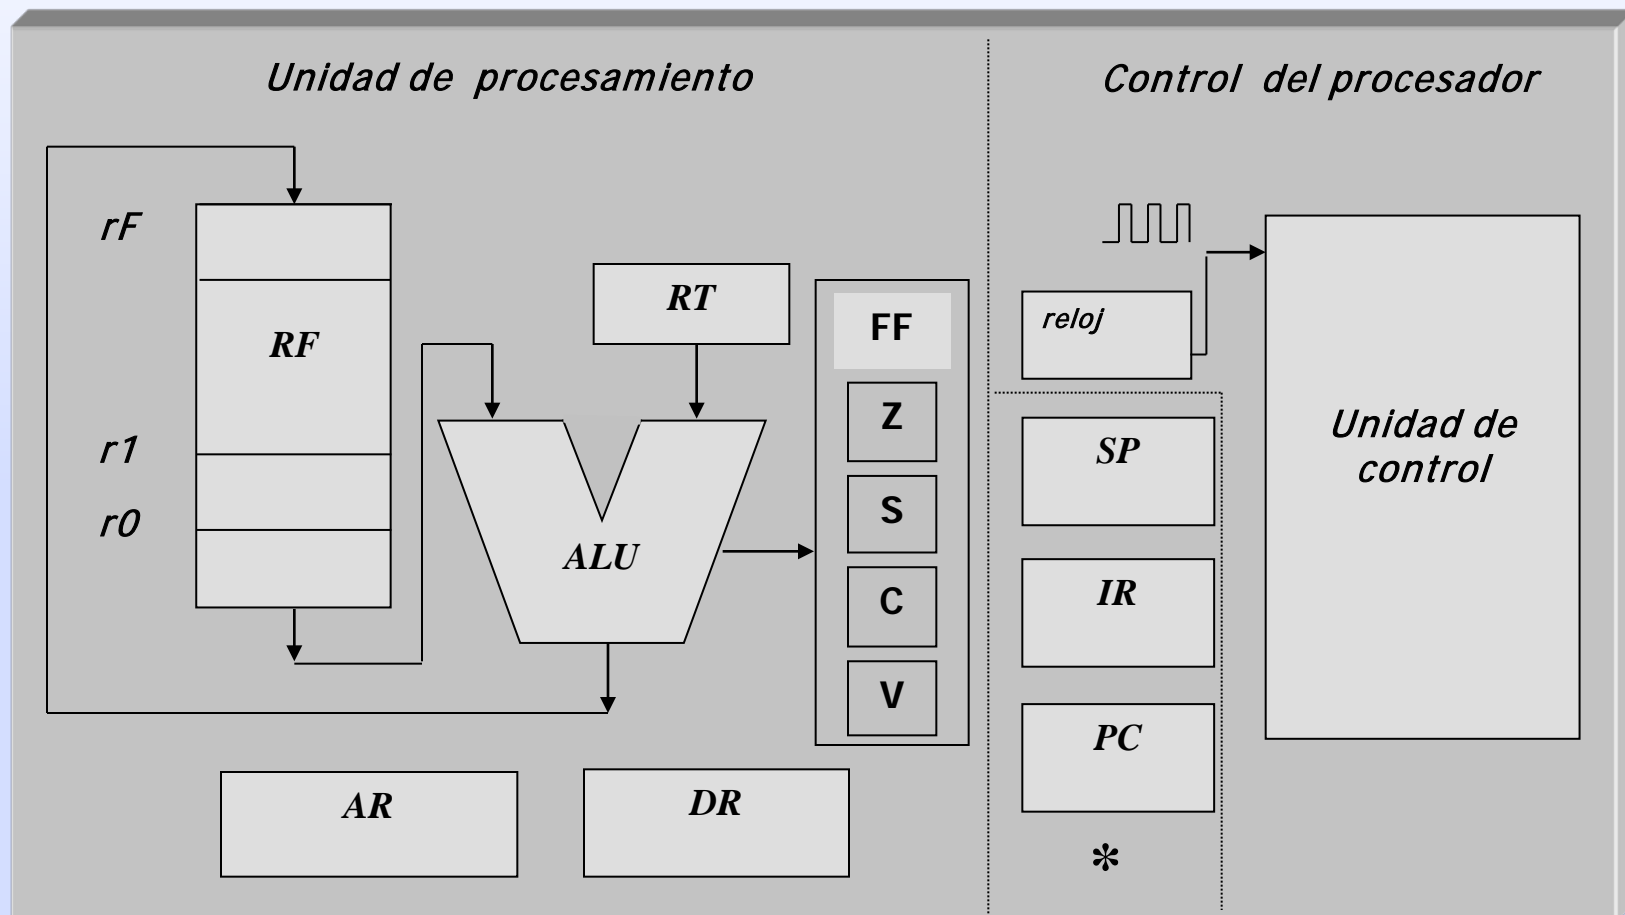 Unidad de procesamiento
Control del procesador
rF
RF
r1
r0
RT
ALU
FF
Z
S
C
V
AR
DR
reloj
SP
IR
PC
*
Unidad de
control